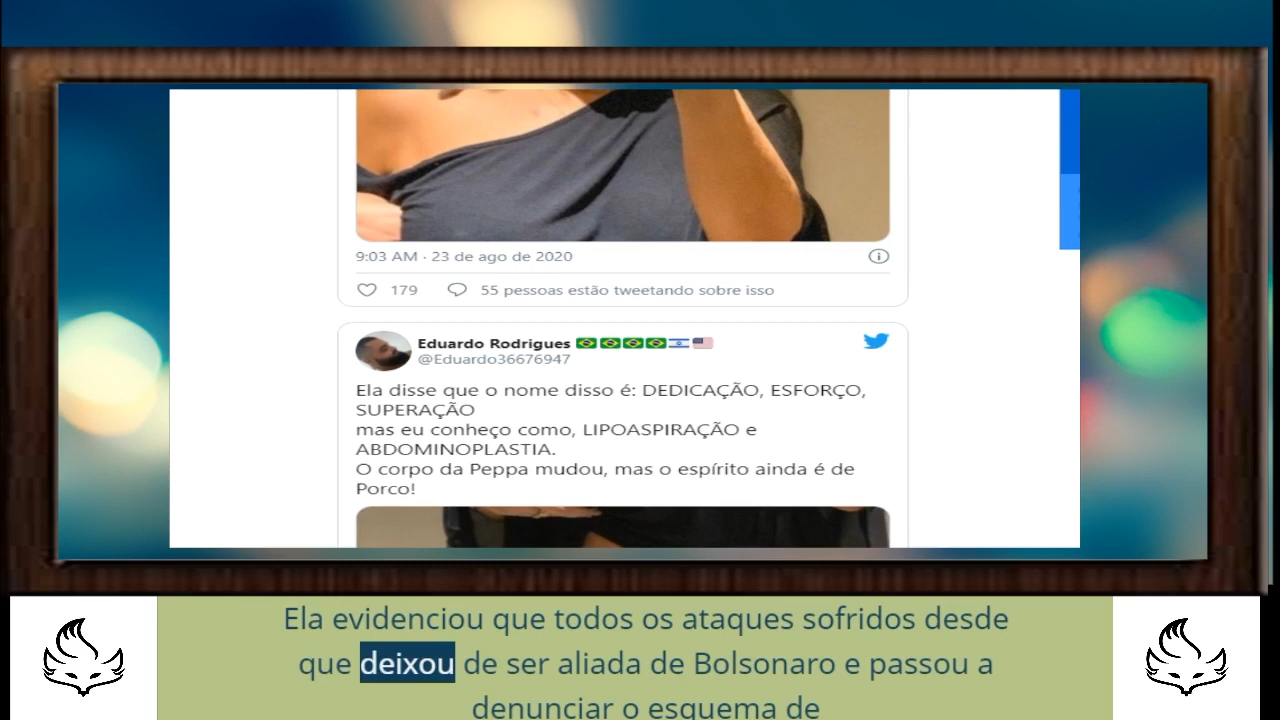 9:03 AM · 23 de ago de 2020
179 55 pessoas estão tweetando sobre isso
Eduardo Rodrigues
@Eduardo36676947
Ela disse que o nome disso é: DEDICAÇÃO, ESFORÇO,
SUPERAÇÃO
mas eu conheço como, LIPOASPIRAÇÃO e
ABDOMINOPLASTIA.
O corpo da Peppa mudou, mas o espírito ainda é de
Porco!
Ela evidenciou que todos os ataques sofridos desde
que deixou de ser aliada de Bolsonaro e passou a
denunciar o esquema de